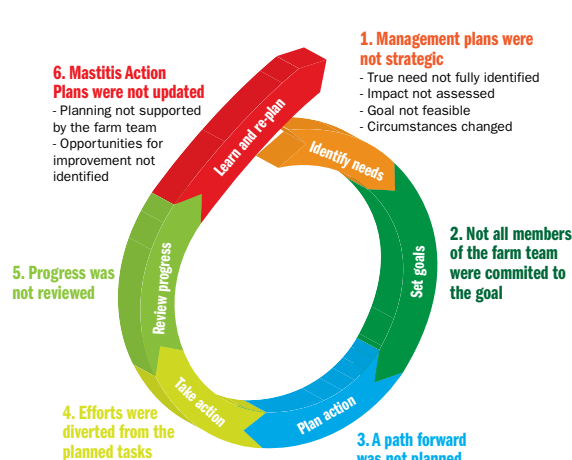 1. Management plans were
not strategic
- True need not fully identified
- Impact not assessed
- Goal not feasible
- Circumstances changed
6. Mastitis Action
Plans were not updated
- Planning not supported
by the farm team
- Opportunities for
improvement not
identified
Learn and re-plan
Identify needs
2. Not all members
of the farm team
were commited to
the goal
Set goals
5. Progress was
not reviewed
Review progress
Take action
Plan action
4. Efforts were
diverted from the
planned tasks
3. A path forward
was not planned